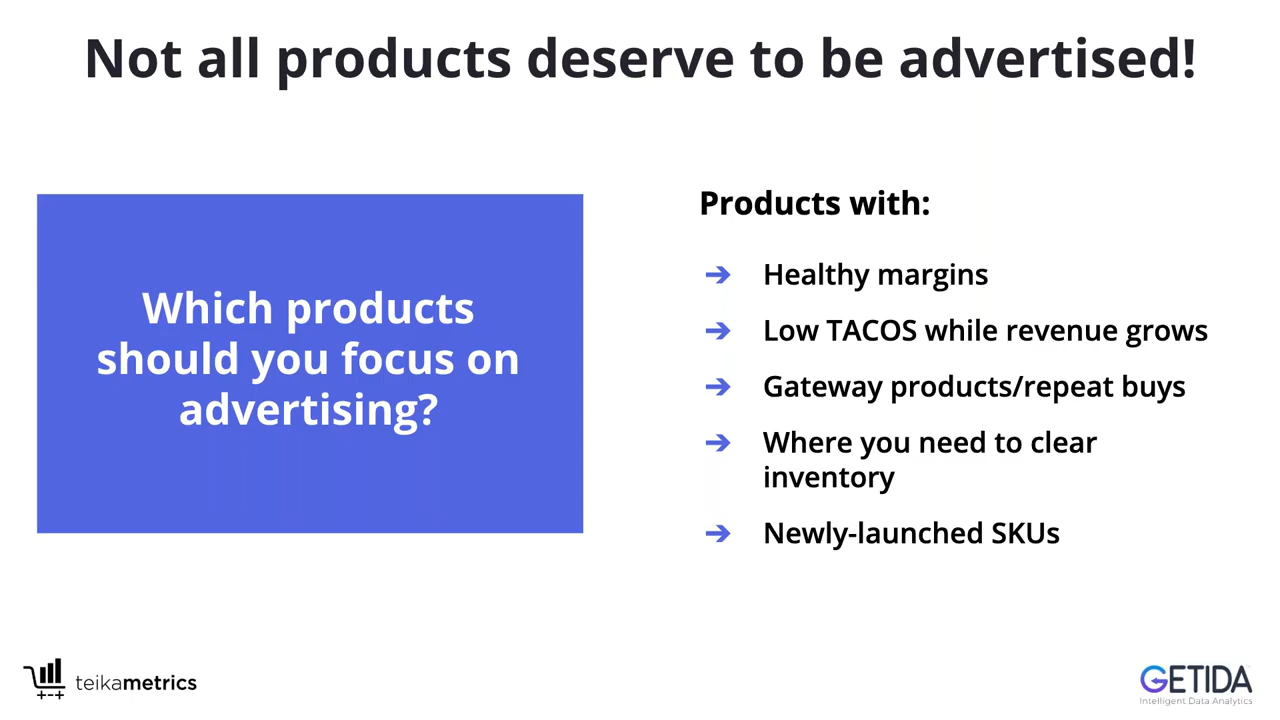 Not all products deserve to be advertised!
Which products
should you focus on
advertising?
Products with:
➔ Healthy margins
➔ Low TACOS while revenue grows
➔ Gateway products/repeat buys
➔ Where you need to clear
inventory
➔ Newly-launched SKUs
teikametrics
GETIDA
Intelligent Data Analytics